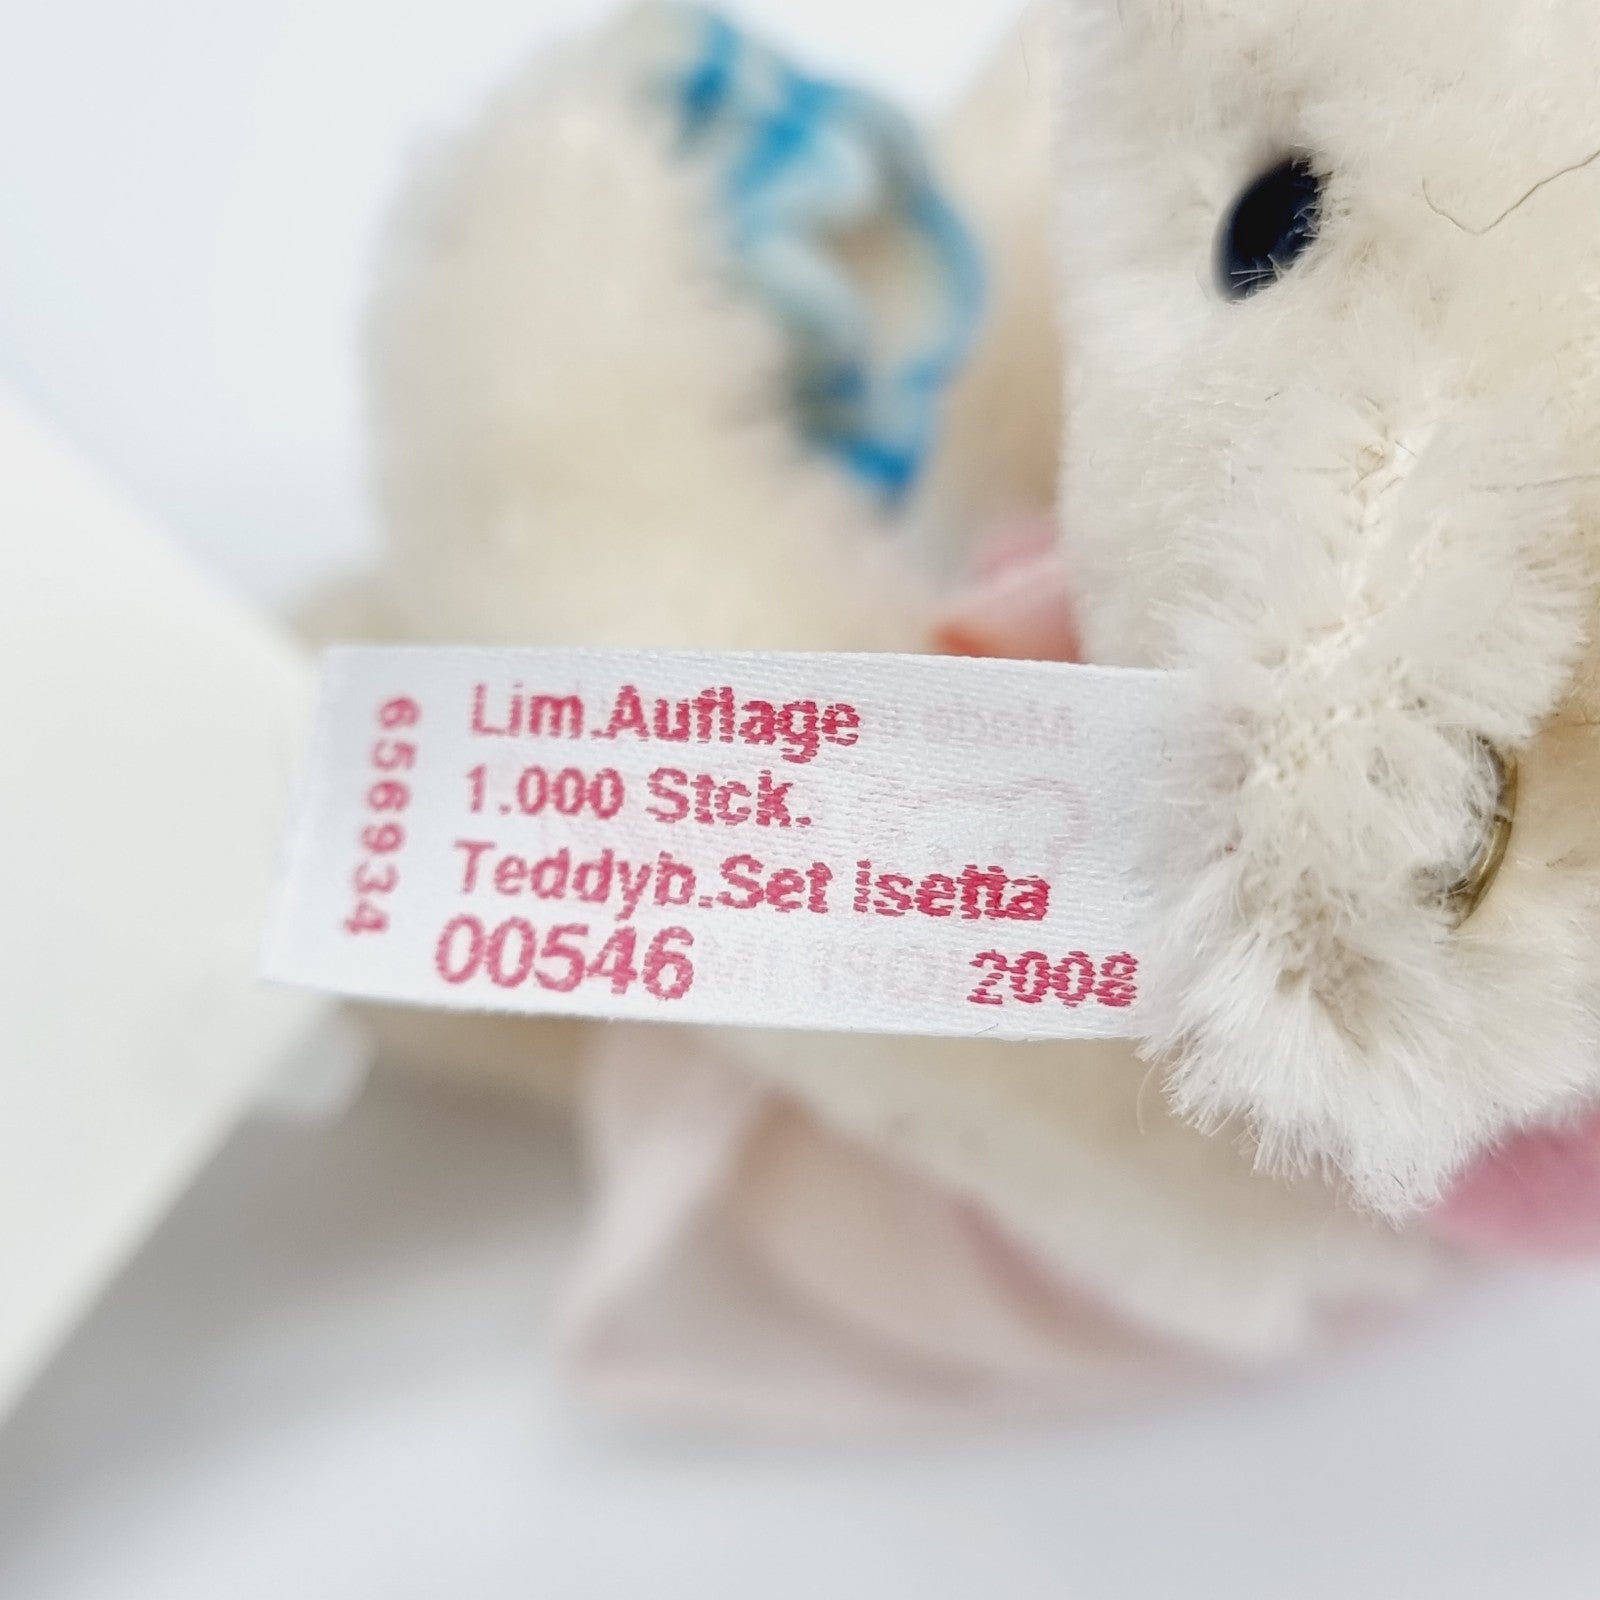 656934
Lim.Auflage
1.000 Stck.
Teddyb.Set Isetta
00546 2008